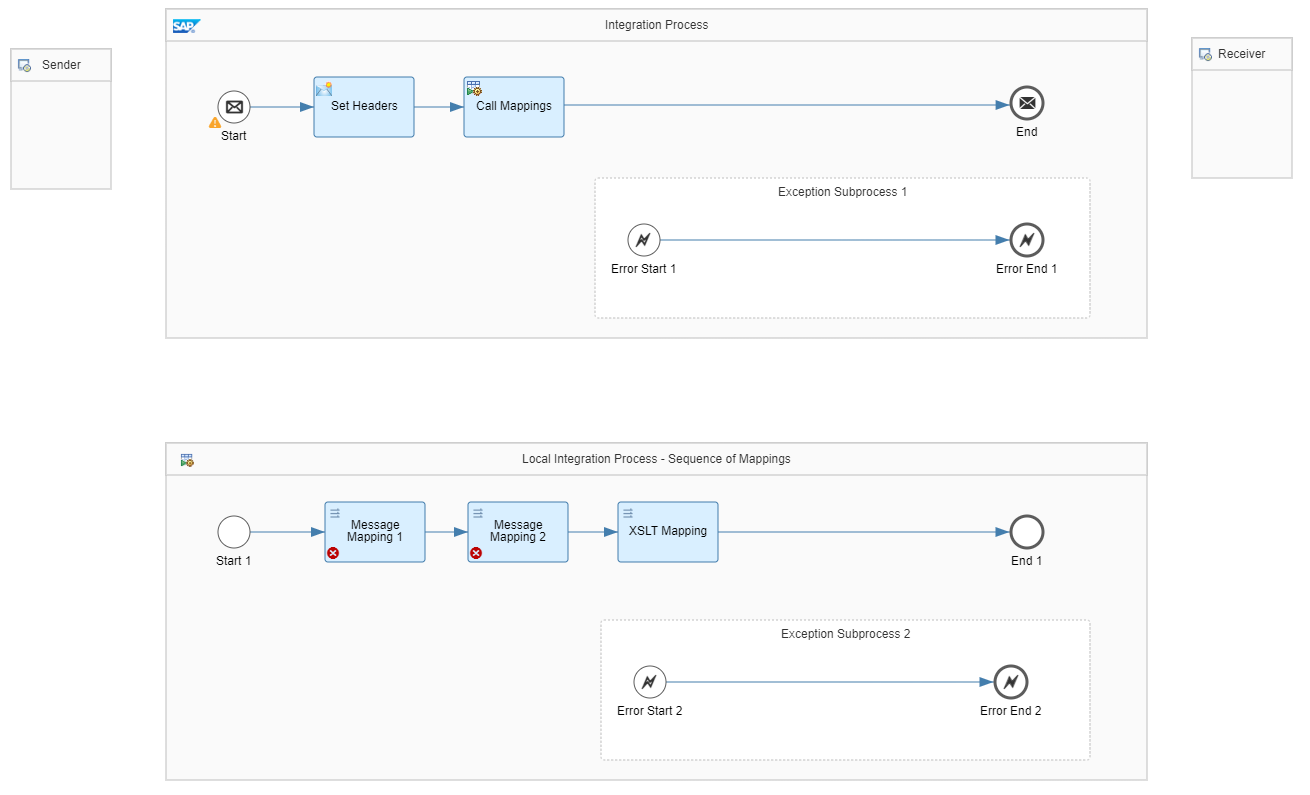 Integration Process
SAP
Sender
Receiver
Set Headers
Call Mappings
Start
End
Exception Subprocess 1
Error Start 1
Error End 1
Local Integration Process - Sequence of Mappings
Message
Mapping 1
Message
Mapping 2
XSLT Mapping
Start 1
End 1
Exception Subprocess 2
Error Start 2
Error End 2